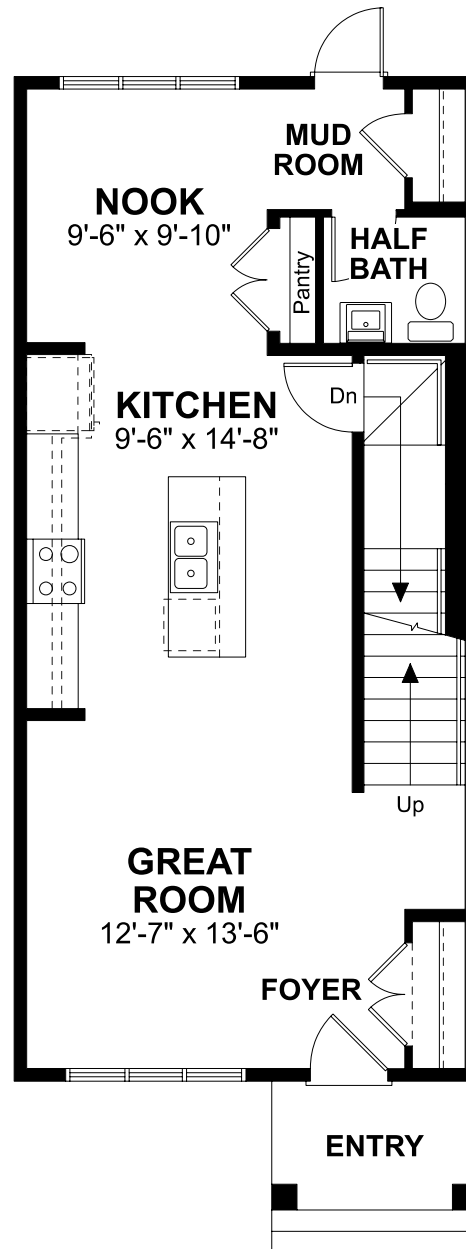 MUD
ROOM
NOOK
9'-6" x 9'-10"
HALF
BATH
Pantry
KITCHEN
9'-6" x 14'-8"
Dn
Up
GREAT
ROOM
12'-7" x 13'-6"
FOYER
ENTRY